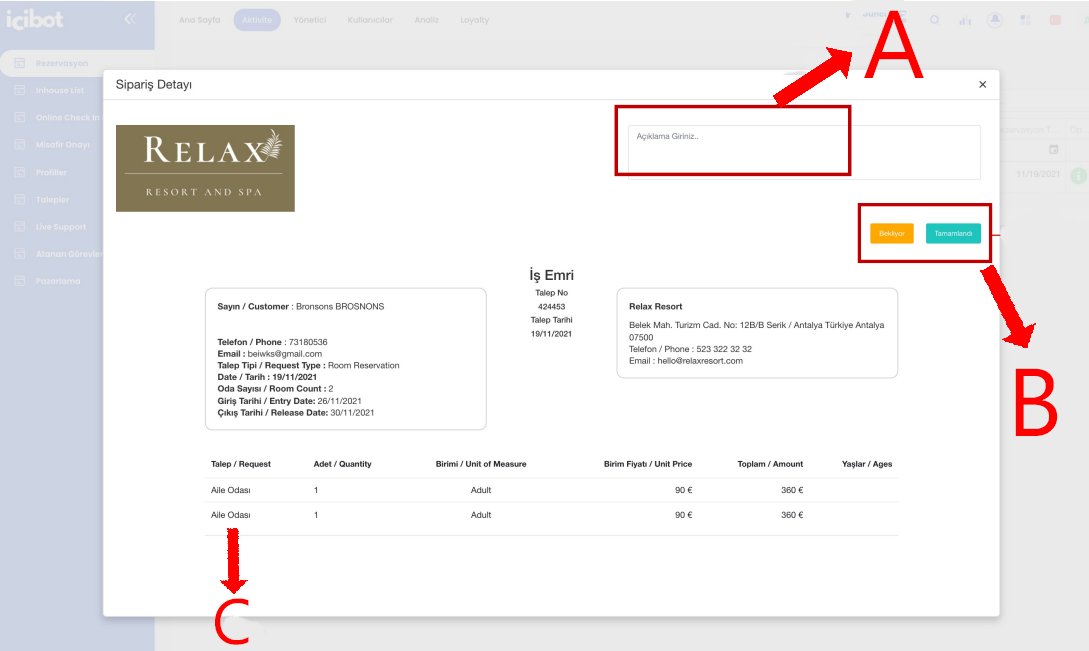 içibot
Ana Sayfa Aktivite Yönetici Kullanıcılar Analiz Loyalty
Rezervasyon
Inhouse List
Online Check In
Misafir Onayı
Profiller
Talepler
Live Support
Atanan Görevler
Pazarlama
11/19/2021
A
Sipariş Detayı
×
RELAX
RESORT AND SPA
Açıklama Giriniz..
Bekliyor Tamamlandı
B
İş Emri
Talep No
424453
Talep Tarihi
19/11/2021
Sayın / Customer : Bronsons BROSNONS
Telefon / Phone : 73180536
Email : beiwks@gmail.com
Talep Tipi / Request Type : Room Reservation
Date / Tarih : 19/11/2021
Oda Sayısı / Room Count : 2
Giriş Tarihi / Entry Date: 26/11/2021
Çıkış Tarihi / Release Date: 30/11/2021
Relax Resort
Belek Mah. Turizm Cad. No: 12B/B Serik / Antalya Türkiye Antalya
07500
Telefon / Phone : 523 322 32 32
Email : hello@relaxresort.com
Talep / Request Adet / Quantity Birimi / Unit of Measure Birim Fiyatı / Unit Price Toplam / Amount Yaşlar / Ages
Aile Odası 1 Adult 90 € 360 €
Aile Odası 1 Adult 90 € 360 €
C